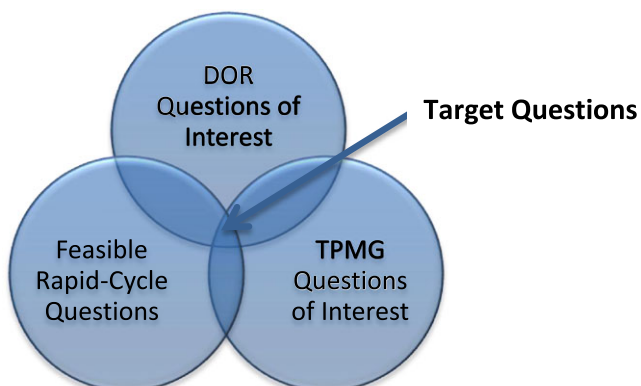 DOR
Questions of
Interest
Target Questions
Feasible
Rapid-Cycle
Questions
TPMG
Questions
of Interest